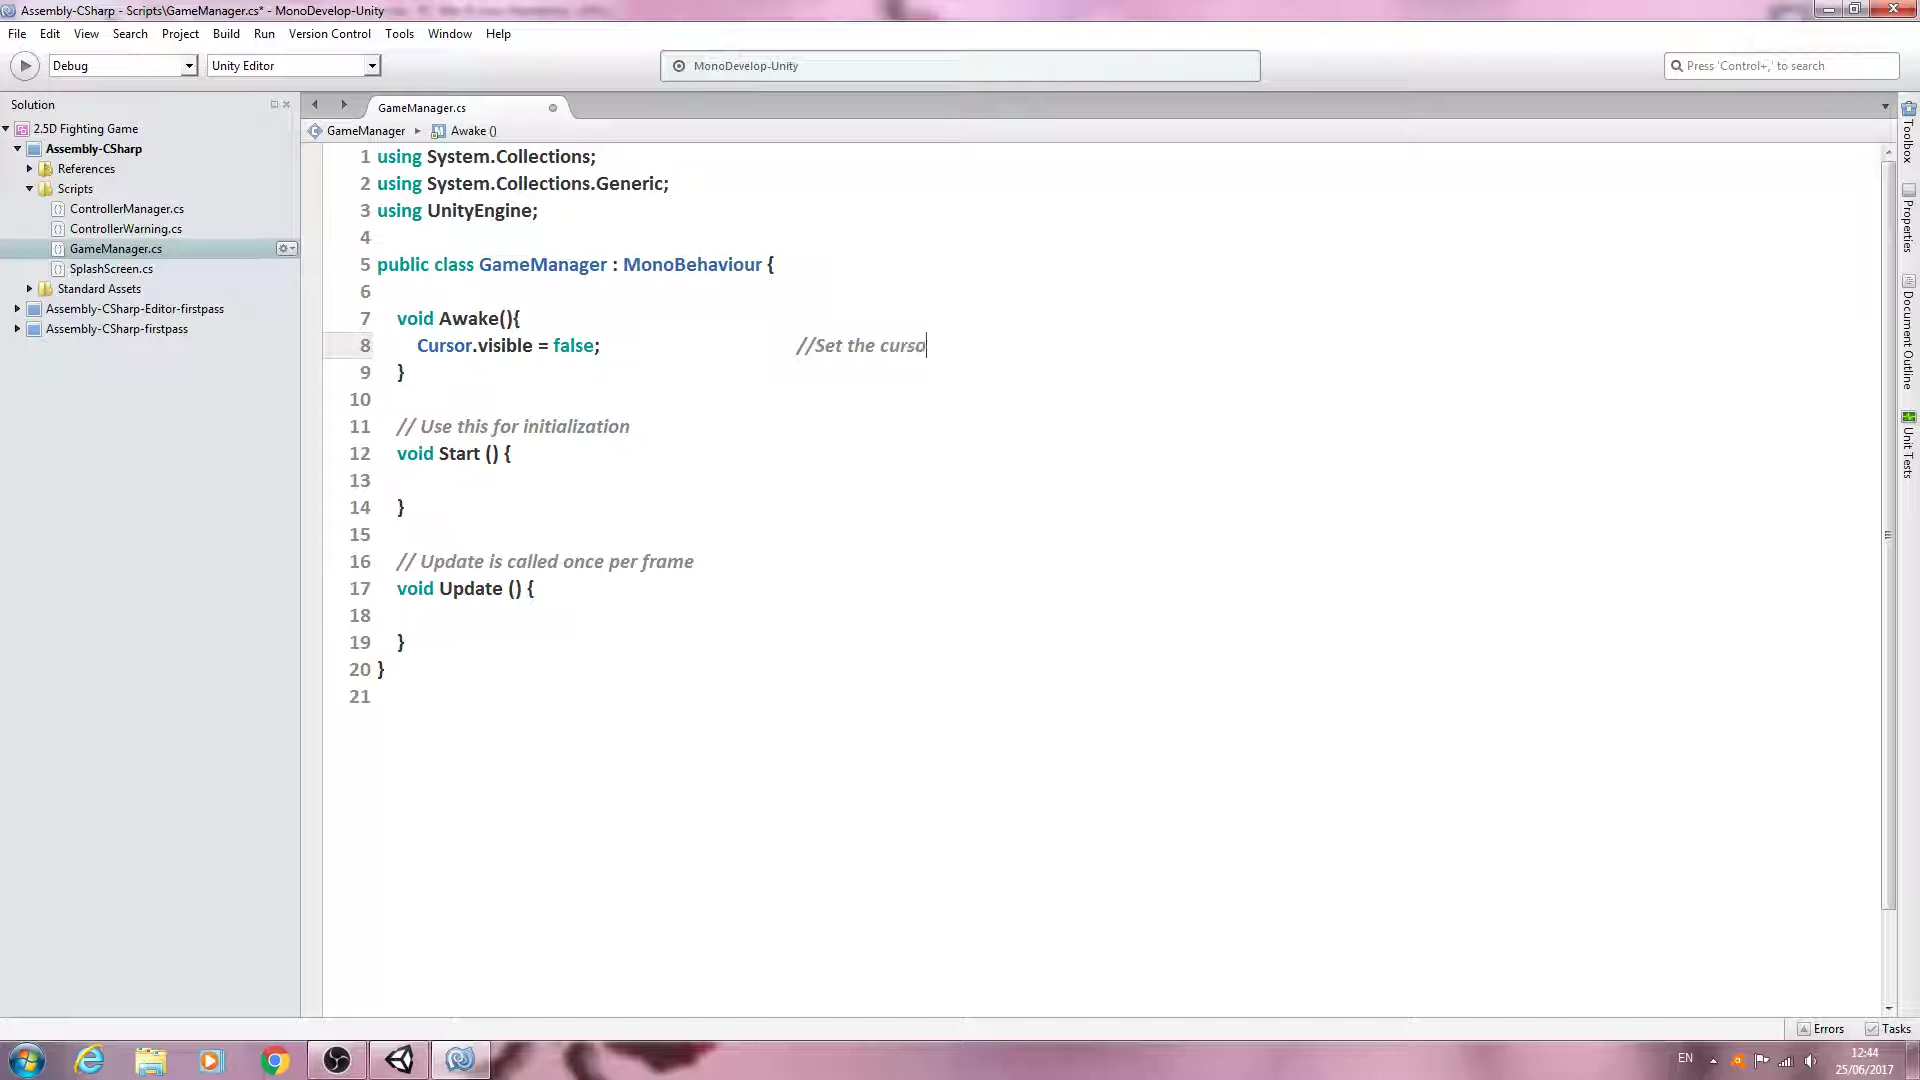 Assembly-CSharp - Scripts\GameManager.cs* - MonoDevelop-Unity
File Edit View Search Project Build Run Version Control Tools Window Help
Debug Unity Editor MonoDevelop-Unity Press 'Control+,' to search
Solution
2.5D Fighting Game
Assembly-CSharp
References
Scripts
ControllerManager.cs
ControllerWarning.cs
GameManager.cs
SplashScreen.cs
Standard Assets
Assembly-CSharp-Editor-firstpass
Assembly-CSharp-firstpass
GameManager.cs
GameManager Awake ()
1 using System.Collections;
2 using System.Collections.Generic;
3 using UnityEngine;
4
5 public class GameManager : MonoBehaviour {
6
7 void Awake(){
8 Cursor.visible = false; //Set the curso
9 }
10
11 // Use this for initialization
12 void Start () {
13
14 }
15
16 // Update is called once per frame
17 void Update () {
18
19 }
20 }
21
Toolbox
Properties
Document Outline
Unit Tests
Errors Tasks
EN
12:44
25/06/2017